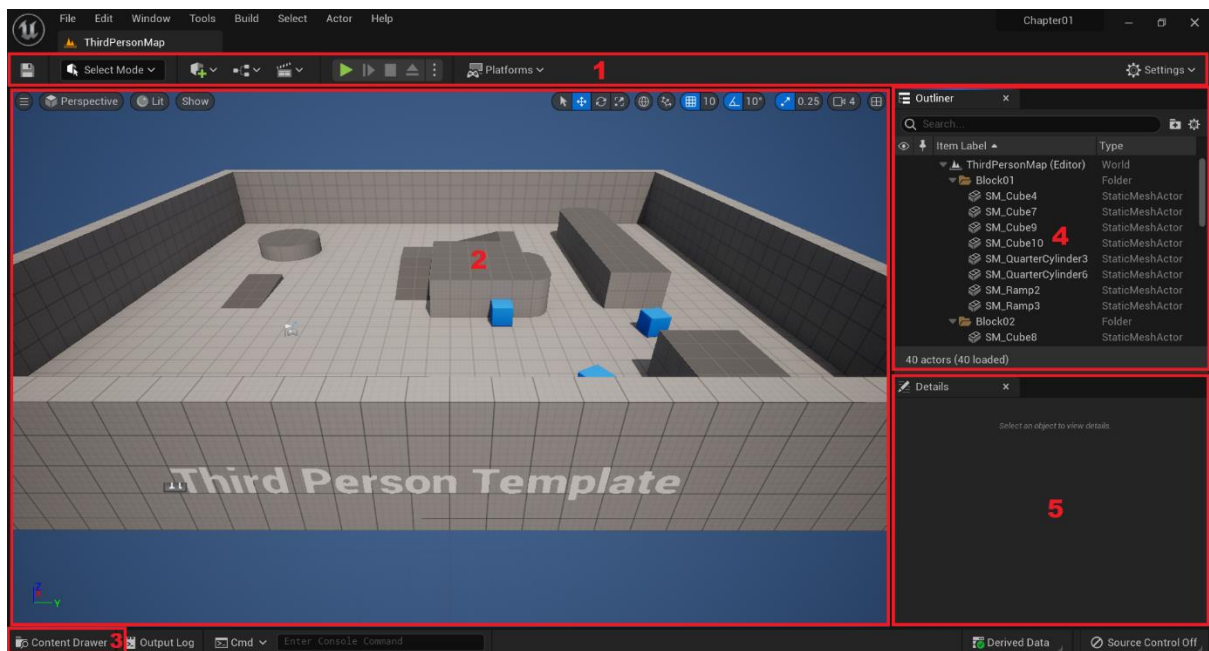 File Edit Window Tools Build Select Actor Help Chapter01
ThirdPersonMap
Select Mode Platforms 1 Settings
Perspective Lit Show 10 10° 0.25 4
Outliner
Search...
Item Label Type
ThirdPersonMap (Editor) World
Block01 Folder
SM_Cube4 StaticMeshActor
SM_Cube7 StaticMeshActor
SM_Cube9 StaticMeshActor
SM_Cube10 StaticMeshActor
SM_QuarterCylinder3 StaticMeshActor
SM_QuarterCylinder6 StaticMeshActor
SM_Ramp2 StaticMeshActor
SM_Ramp3 StaticMeshActor
Block02 Folder
SM_Cube8 StaticMeshActor
4
40 actors (40 loaded)
2
Details
Select an object to view details
5
Third Person Template
Z
Y
Content Drawer 3 Output Log Cmd Enter Console Command Derived Data Source Control Off